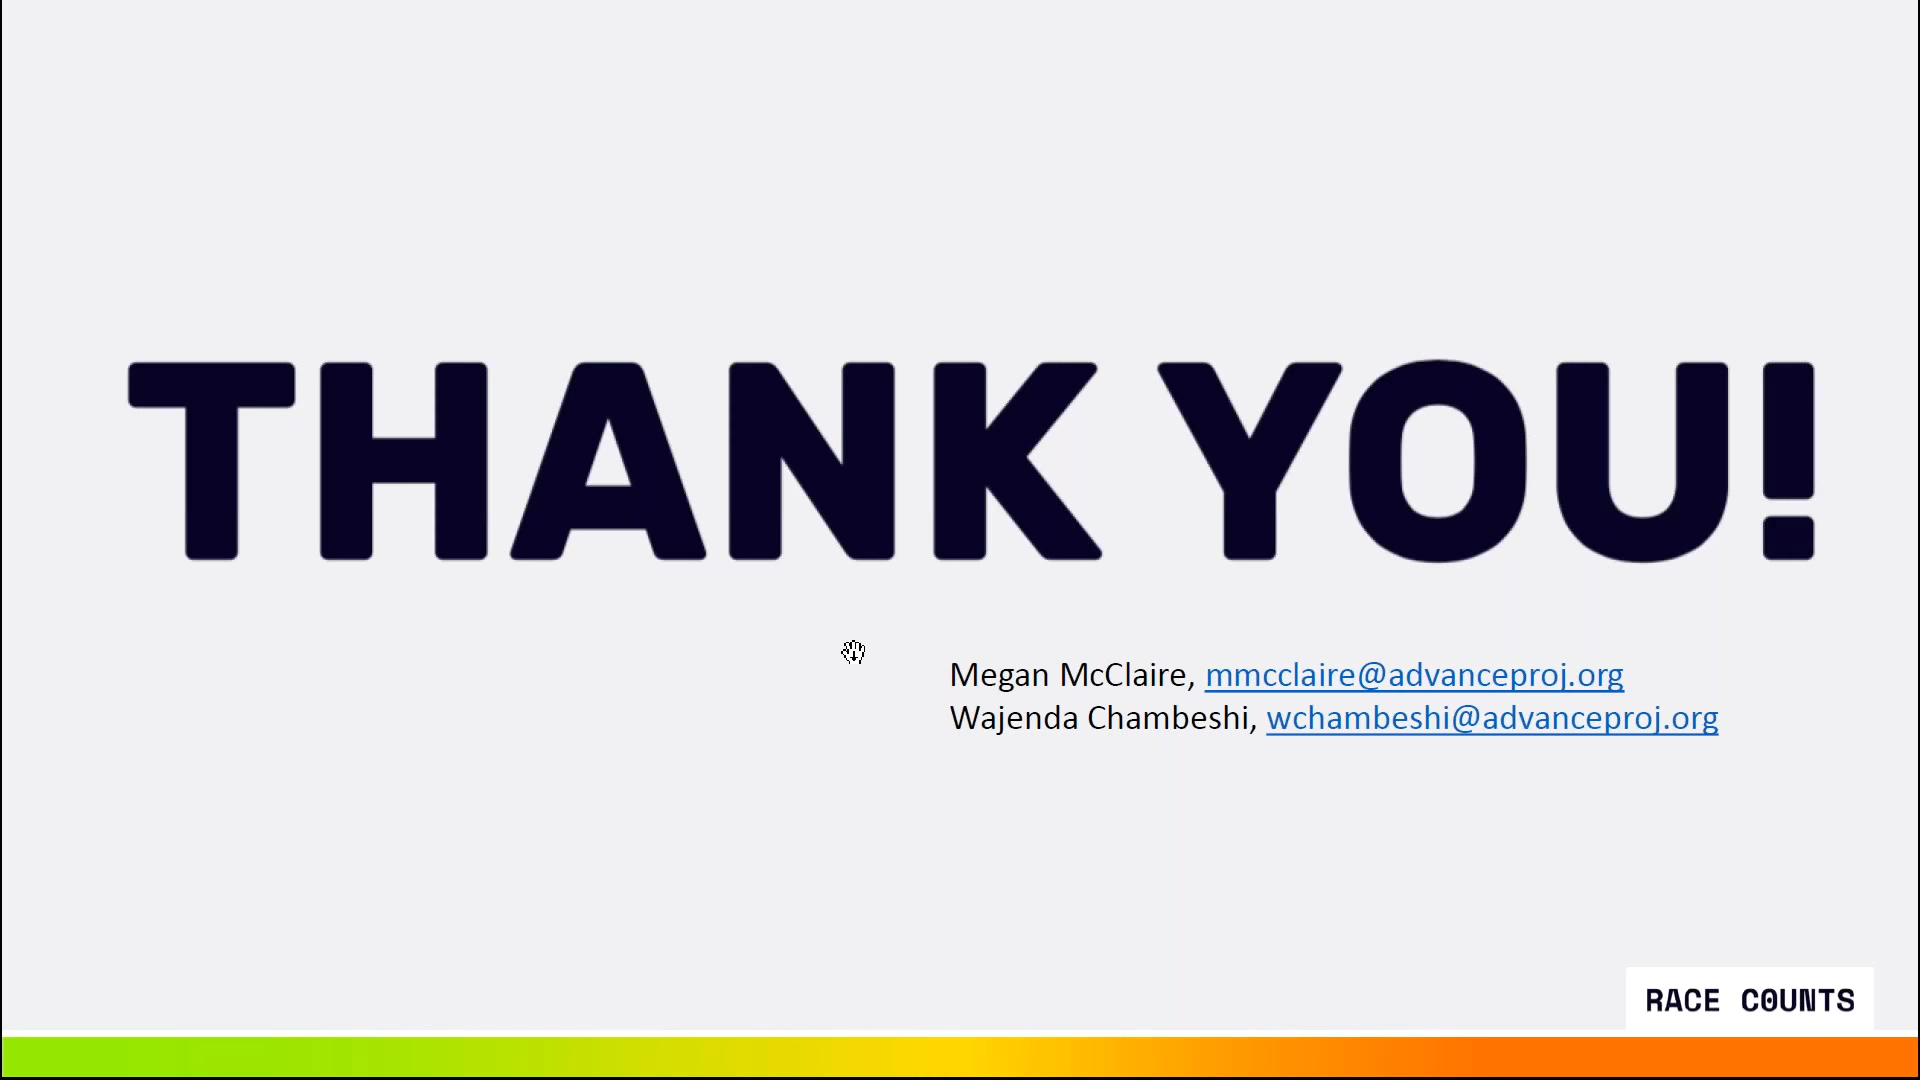 THANK YOU!
Megan McClaire, mmcclaire@advanceproj.org
Wajenda Chambeshi, wchambeshi@advanceproj.org
RACE COUNTS